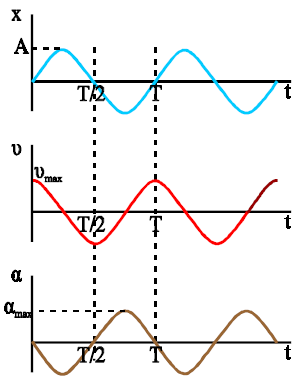 x
A
T/2 T t
υ
υmax
T/2 T t
α
αmax
T/2 T t